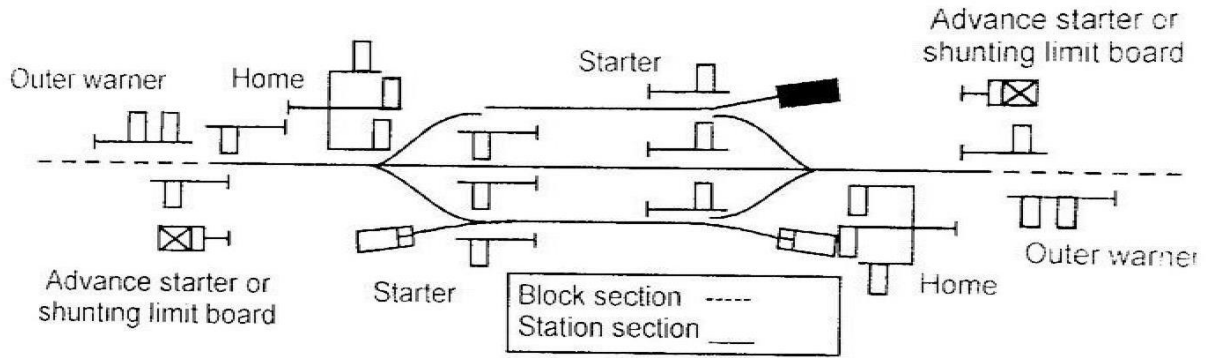 Advance starter or
shunting limit board
Outer warner
Home
Starter
Advance starter or
shunting limit board
Starter
Block section
Station section
Home
Outer warner